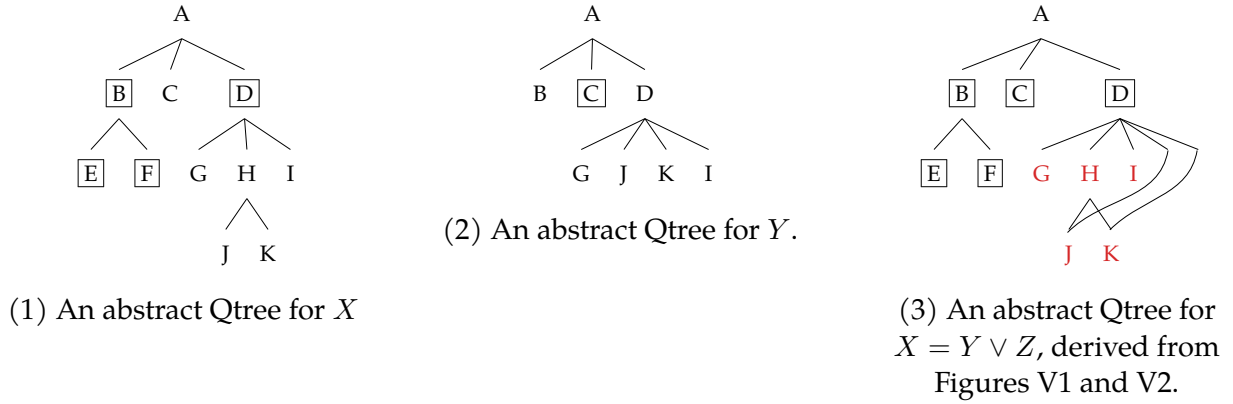 A
B C D
E F G H I
J K
(1) An abstract Qtree for X
A
B C D
G J K I
(2) An abstract Qtree for Y.
A
B C D
E F G H I
J K
(3) An abstract Qtree for
X = Y ∨ Z, derived from
Figures V1 and V2.